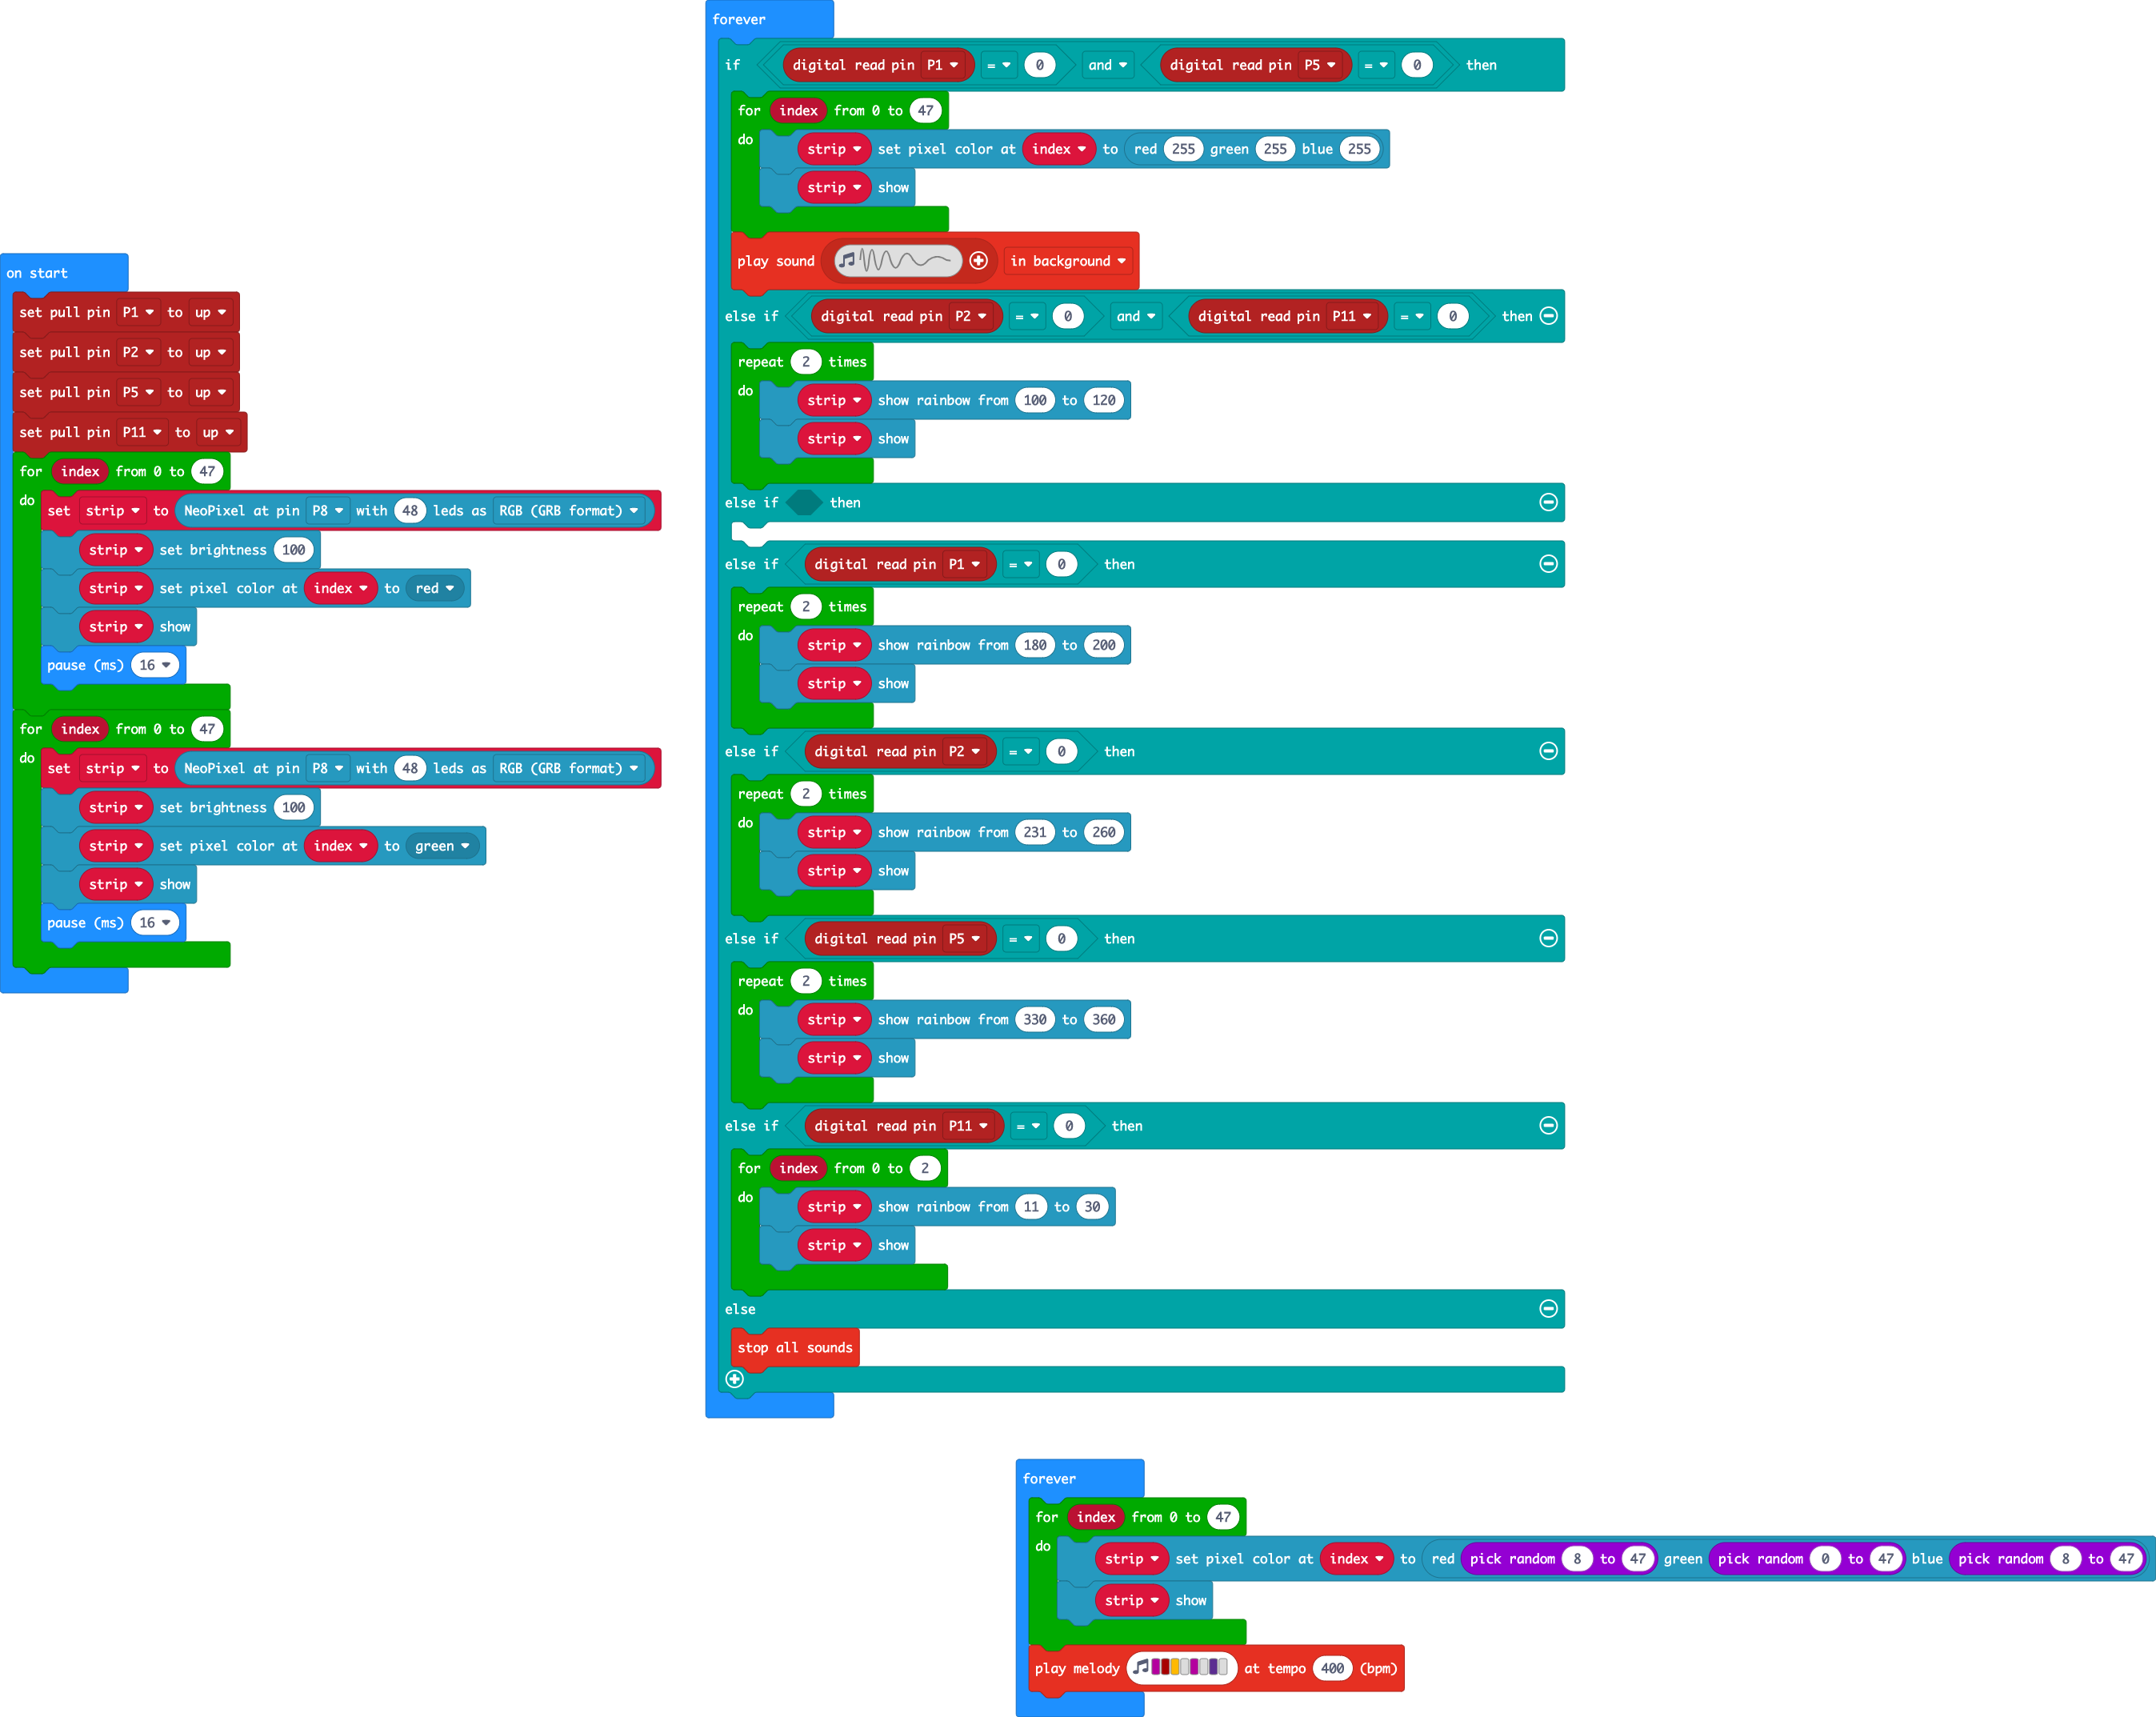 on start
set pull pin P1 to up
set pull pin P2 to up
set pull pin P5 to up
set pull pin P11 to up
for index from 0 to 47
do
set strip to NeoPixel at pin P8 with 48 leds as RGB (GRB format)
strip set brightness 100
strip set pixel color at index to red
strip show
pause (ms) 16
for index from 0 to 47
do
set strip to NeoPixel at pin P8 with 48 leds as RGB (GRB format)
strip set brightness 100
strip set pixel color at index to green
strip show
pause (ms) 16
forever
if digital read pin P1 = 0 and digital read pin P5 = 0 then
for index from 0 to 47
do
strip set pixel color at index to red 255 green 255 blue 255
strip show
play sound in background
else if digital read pin P2 = 0 and digital read pin P11 = 0 then
repeat 2 times
do
strip show rainbow from 100 to 120
strip show
else if then
else if digital read pin P1 = 0 then
repeat 2 times
do
strip show rainbow from 180 to 200
strip show
else if digital read pin P2 = 0 then
repeat 2 times
do
strip show rainbow from 231 to 260
strip show
else if digital read pin P5 = 0 then
repeat 2 times
do
strip show rainbow from 330 to 360
strip show
else if digital read pin P11 = 0 then
for index from 0 to 2
do
strip show rainbow from 11 to 30
strip show
else
stop all sounds
forever
for index from 0 to 47
do
strip set pixel color at index to red pick random 8 to 47 green pick random 0 to 47 blue pick random 8 to 47
strip show
play melody at tempo 400 (bpm)